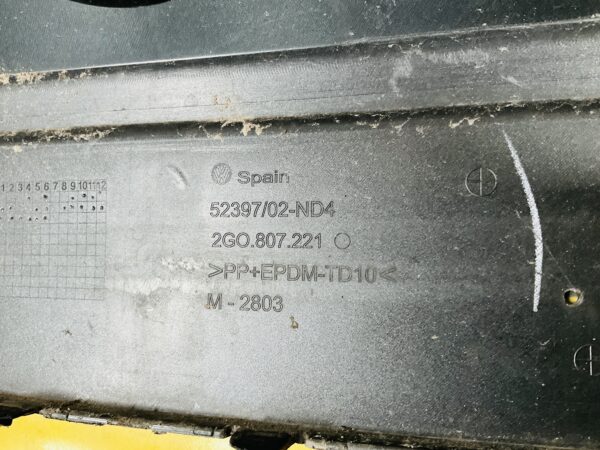 Spain
52397/02-ND4
2G0.807.221
>PP+EPDM-TD10<
M - 2803
1 2 3 4 5 6 7 8 9 10 11 12